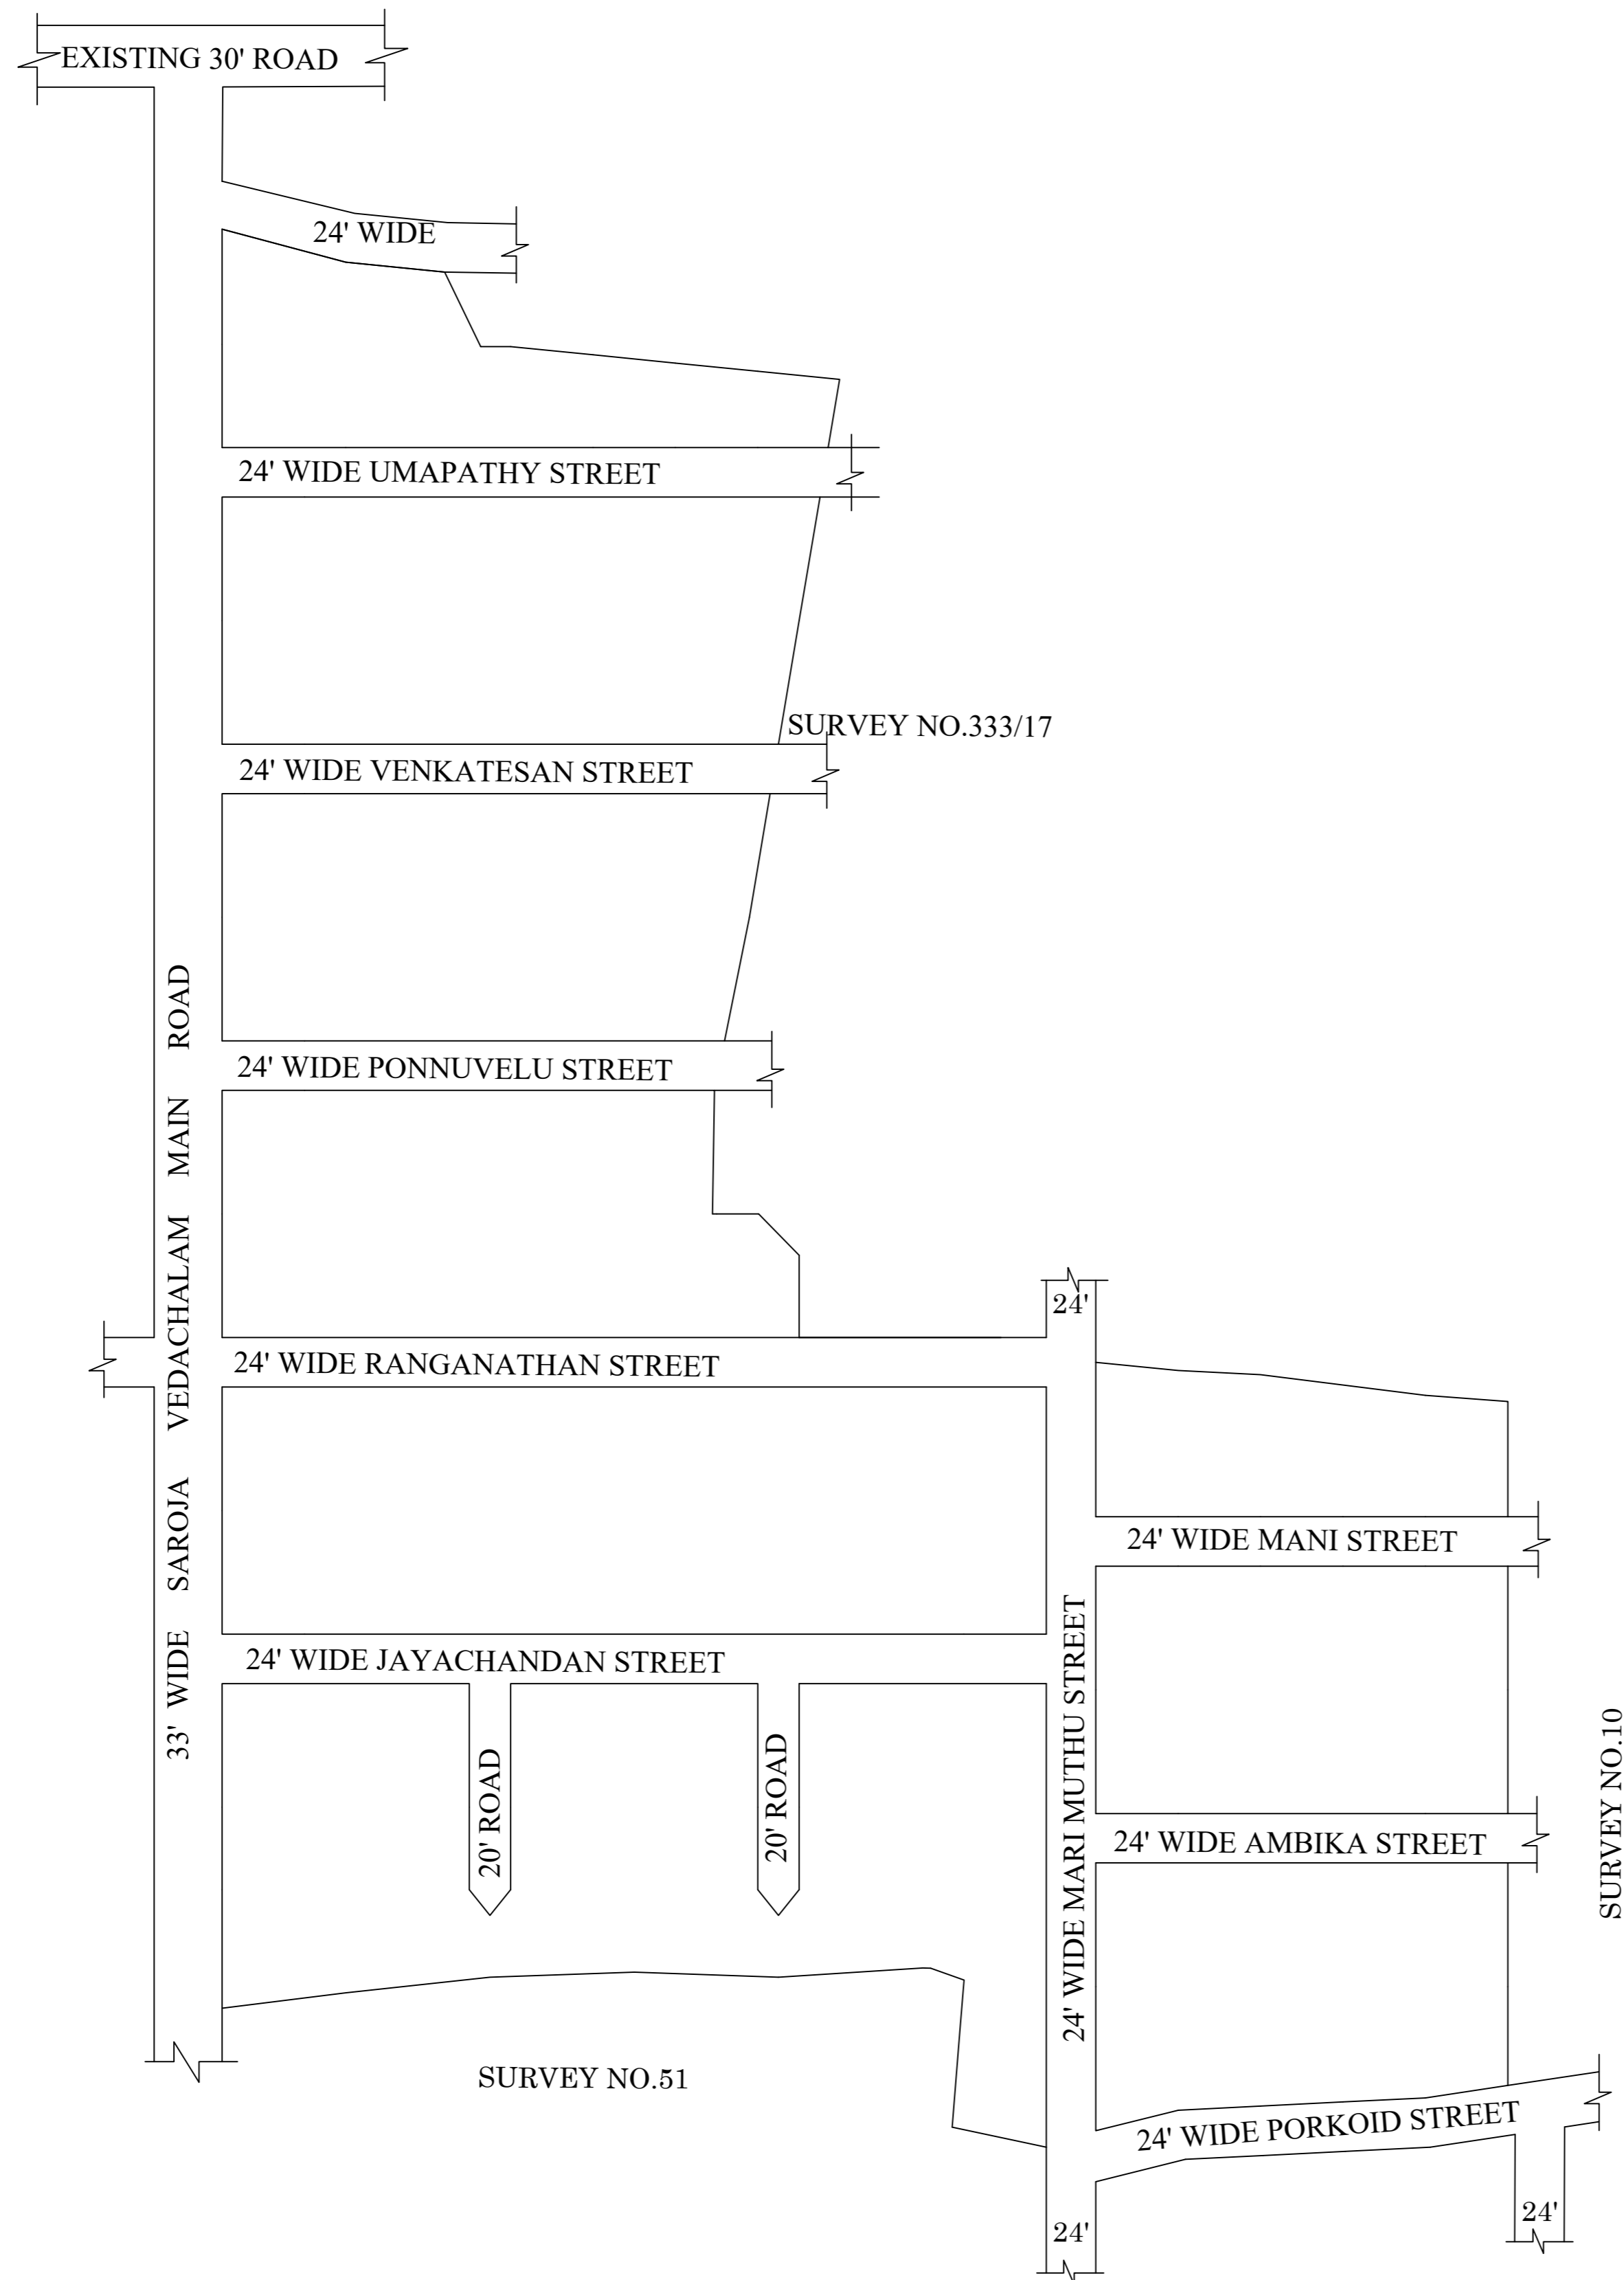 EXISTING 30' ROAD
24' WIDE
24' WIDE UMAPATHY STREET
SURVEY NO.333/17
24' WIDE VENKATESAN STREET
24' WIDE PONNUVELU STREET
33' WIDE SAROJA VEDACHALAM MAIN ROAD
24'
24' WIDE RANGANATHAN STREET
24' WIDE MANI STREET
24' WIDE JAYACHANDAN STREET
24' WIDE MARI MUTHU STREET
20' ROAD
20' ROAD
24' WIDE AMBIKA STREET
SURVEY NO.10
SURVEY NO.51
24' WIDE PORKOID STREET
24'
24'